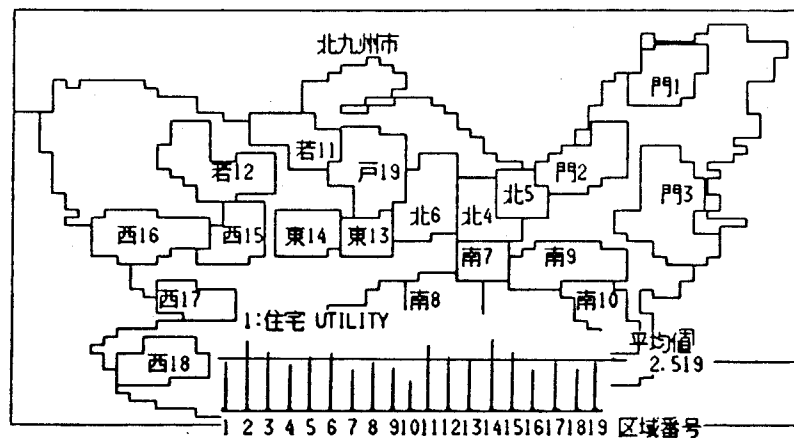 北九州市
門1
若11
若12
戸19
門2
北5
門3
北6
北4
西16
西15
東14
東13
南7
南9
西17
南8
南10
1:住宅 UTILITY
平均値
2.519
西18
1 2 3 4 5 6 7 8 9 10 11 12 13 14 15 16 17 18 19 区域番号